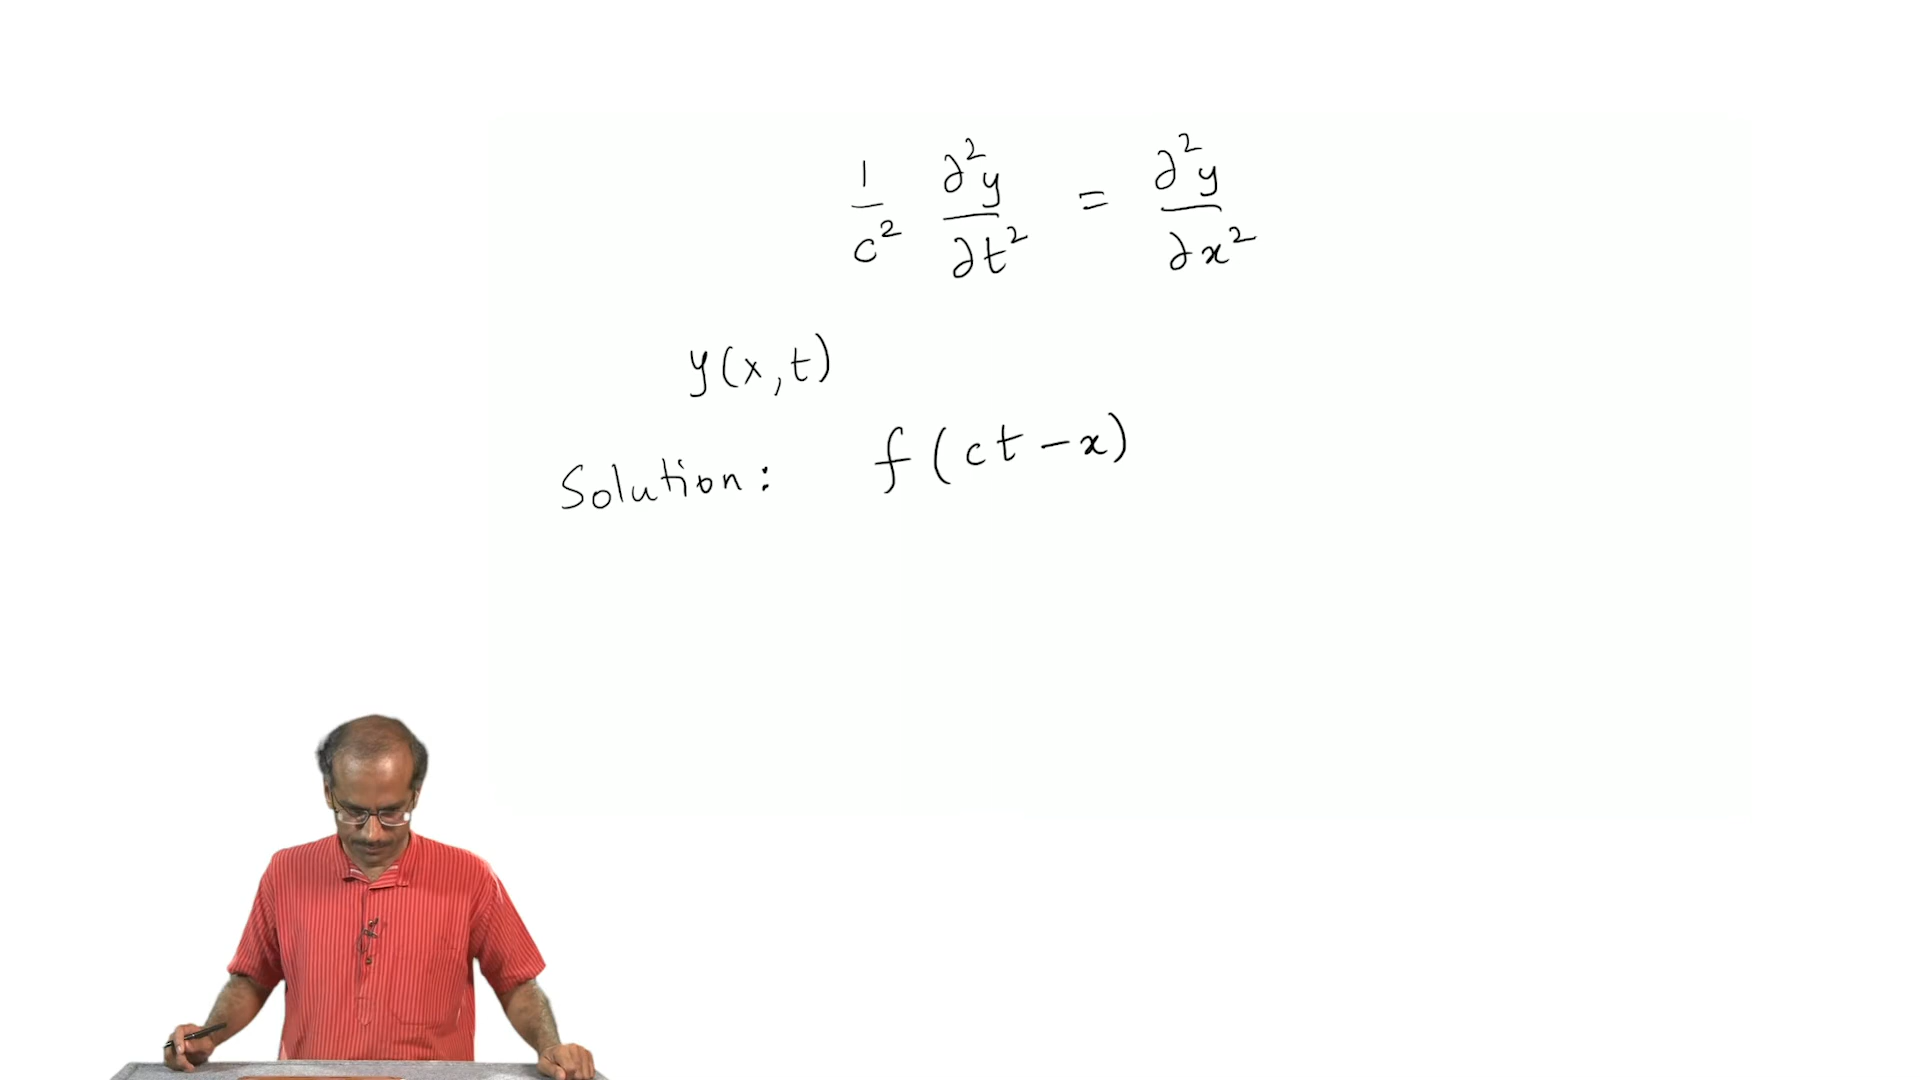 1/c² ∂²y/∂t² = ∂²y/∂x²
y(x,t)
Solution: f(ct-x)